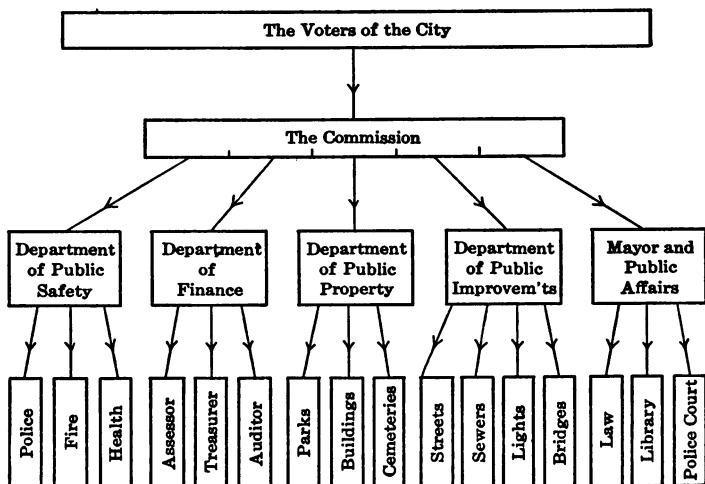 The Voters of the City
The Commission
Department
of Public
Safety
Department
of
Finance
Department
of Public
Property
Department
of Public
Improvem'ts
Mayor and
Public
Affairs
Police
Fire
Health
Assessor
Treasurer
Auditor
Parks
Buildings
Cemeteries
Streets
Sewers
Lights
Bridges
Law
Library
Police Court